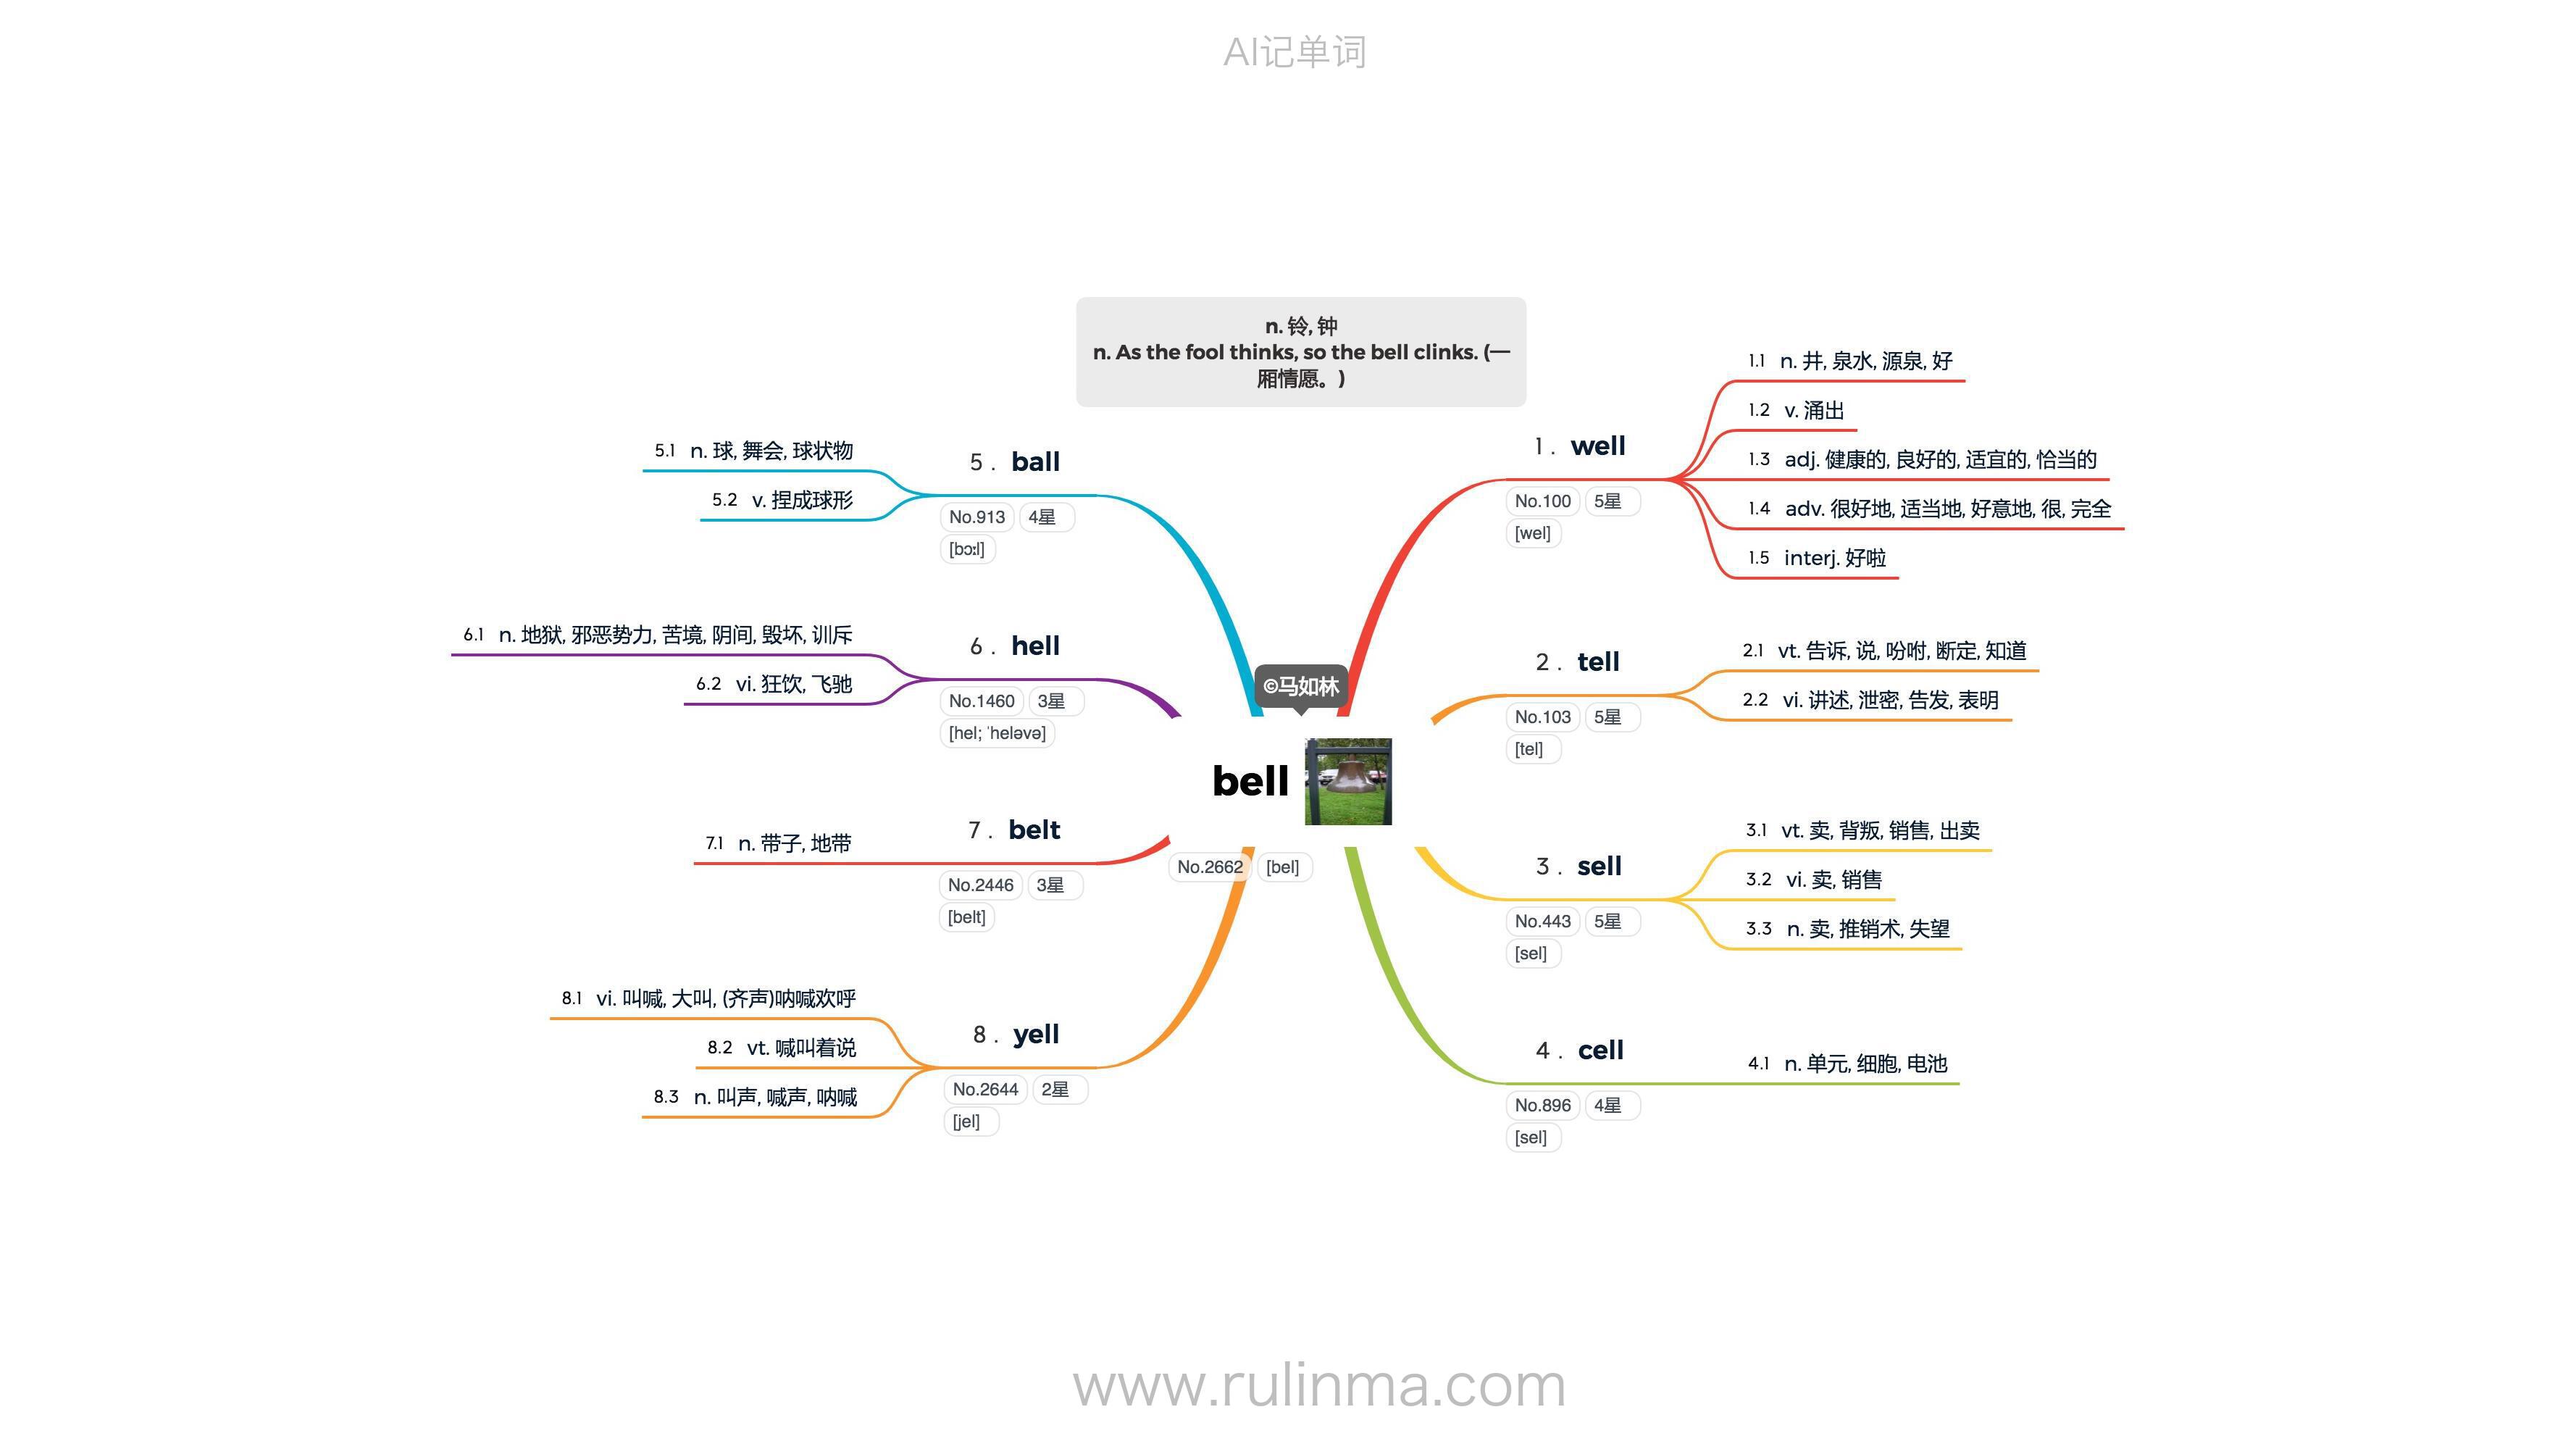 AI记单词
n. 铃, 钟
n. As the fool thinks, so the bell clinks. (一
厢情愿。)
©马如林
bell
No.2662 [bel]
1. well
No.100 5星
[wel]
1.1 n. 井, 泉水, 源泉, 好
1.2 v. 涌出
1.3 adj. 健康的, 良好的, 适宜的, 恰当的
1.4 adv. 很好地, 适当地, 好意地, 很, 完全
1.5 interj. 好啦
2. tell
No.103 5星
[tel]
2.1 vt. 告诉, 说, 吩咐, 断定, 知道
2.2 vi. 讲述, 泄密, 告发, 表明
3. sell
No.443 5星
[sel]
3.1 vt. 卖, 背叛, 销售, 出卖
3.2 vi. 卖, 销售
3.3 n. 卖, 推销术, 失望
4. cell
No.896 4星
[sel]
4.1 n. 单元, 细胞, 电池
5. ball
No.913 4星
[bɔːl]
5.1 n. 球, 舞会, 球状物
5.2 v. 捏成球形
6. hell
No.1460 3星
[hel; ˈheləvə]
6.1 n. 地狱, 邪恶势力, 苦境, 阴间, 毁坏, 训斥
6.2 vi. 狂饮, 飞驰
7. belt
No.2446 3星
[belt]
7.1 n. 带子, 地带
8. yell
No.2644 2星
[jel]
8.1 vi. 叫喊, 大叫, (齐声)呐喊欢呼
8.2 vt. 喊叫着说
8.3 n. 叫声, 喊声, 呐喊
www.rulinma.com